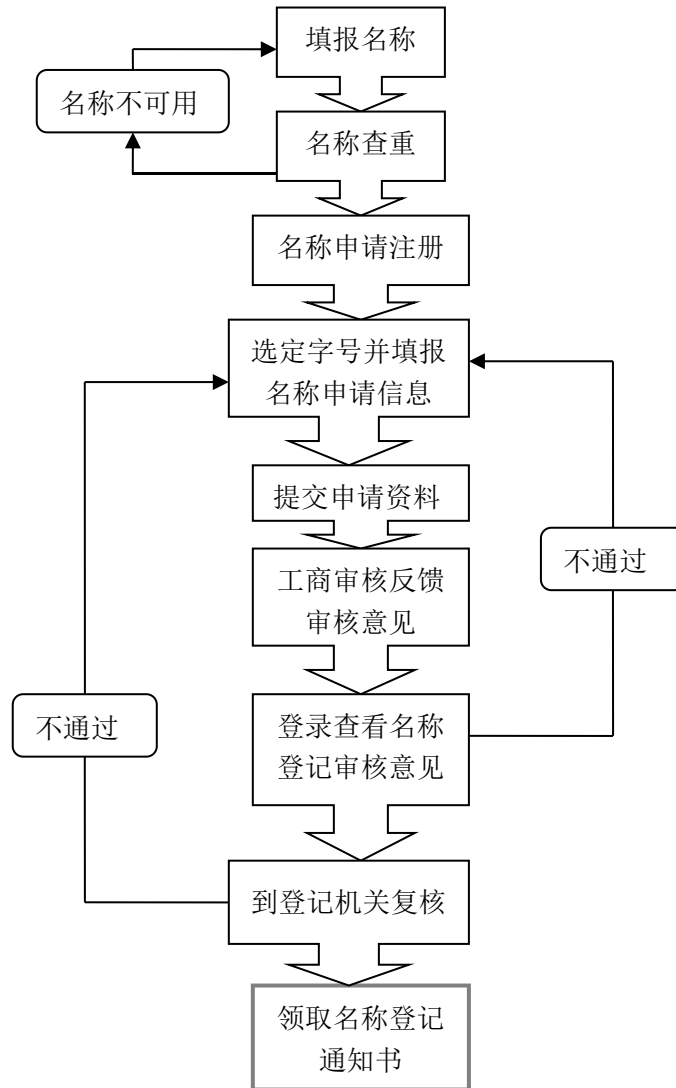 填报名称
名称不可用
名称查重
名称申请注册
选定字号并填报
名称申请信息
提交申请资料
不通过
工商审核反馈
审核意见
不通过
登录查看名称
登记审核意见
到登记机关复核
领取名称登记
通知书